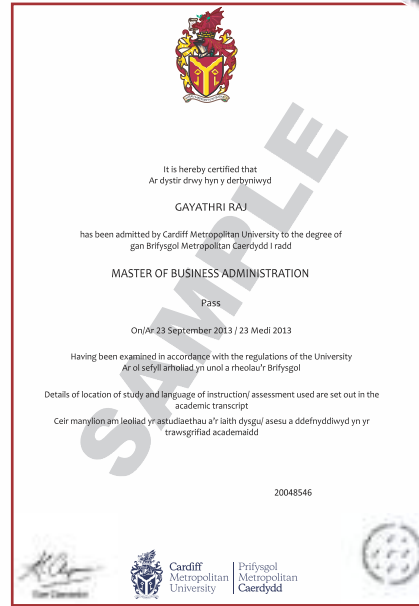 It is hereby certified that
Ar dystir drwy hyn y derbyniwyd
GAYATHRI RAJ
has been admitted by Cardiff Metropolitan University to the degree of
gan Brifysgol Metropolitan Caerdydd I radd
MASTER OF BUSINESS ADMINISTRATION
Pass
On/Ar 23 September 2013 / 23 Medi 2013
Having been examined in accordance with the regulations of the University
Ar ol sefyll arholiad yn unol a rheolau'r Brifysgol
Details of location of study and language of instruction/ assessment used are set out in the
academic transcript
Ceir manylion am leoliad yr astudiaethau a'r iaith dysgu/ asesu a ddefnyddiwyd yn yr
trawsgrifiad academaidd
SAMPLE
20048546
Cardiff
Metropolitan
University
Prifysgol
Metropolitan
Caerdydd